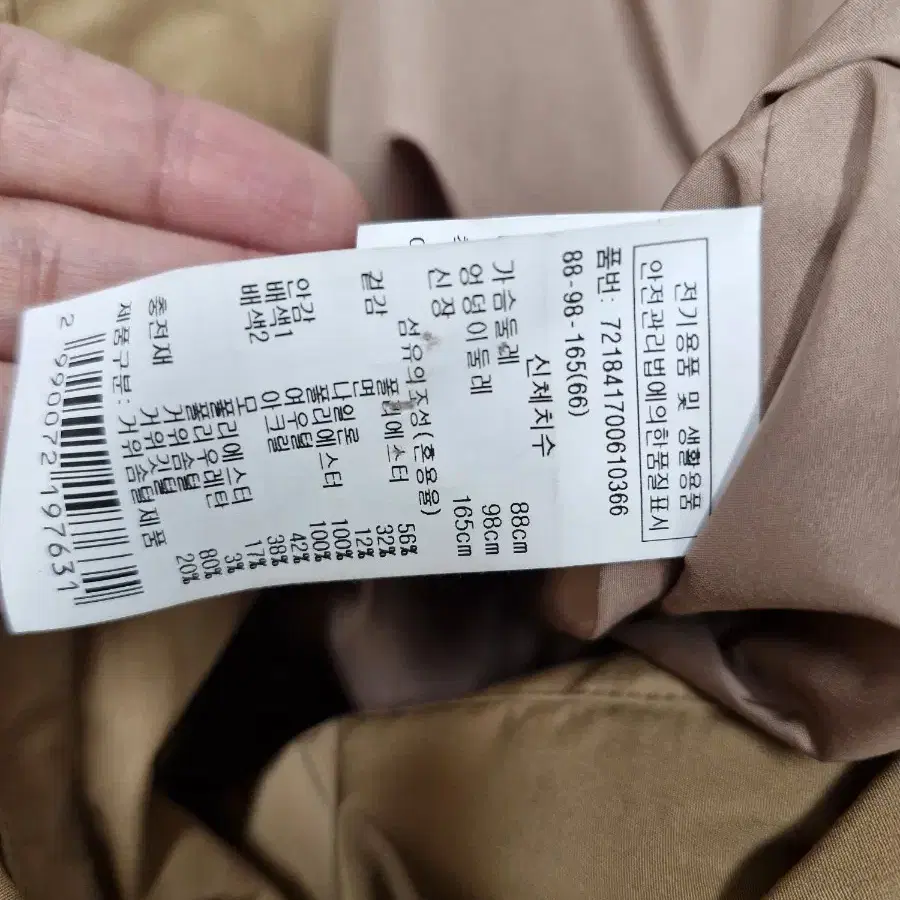 전기용품 및 생활용품
안전관리법에의한품질표시
품번: 721841700610366
88-98-165(66)
신체치수
가슴둘레 88cm
엉덩이둘레 98cm
신장 165cm
섬유의조성(혼용율)
겉감 폴리에스터 56%
면 32%
나일론 12%
안감 폴리에스터 100%
배색1 여우털 100%
배색2 아크릴 42%
모 38%
폴리에스터 17%
폴리우레탄 3%
충전재 거위솜털 80%
거위깃털 20%
제품구분: 거위솜털제품
2 990072 197631